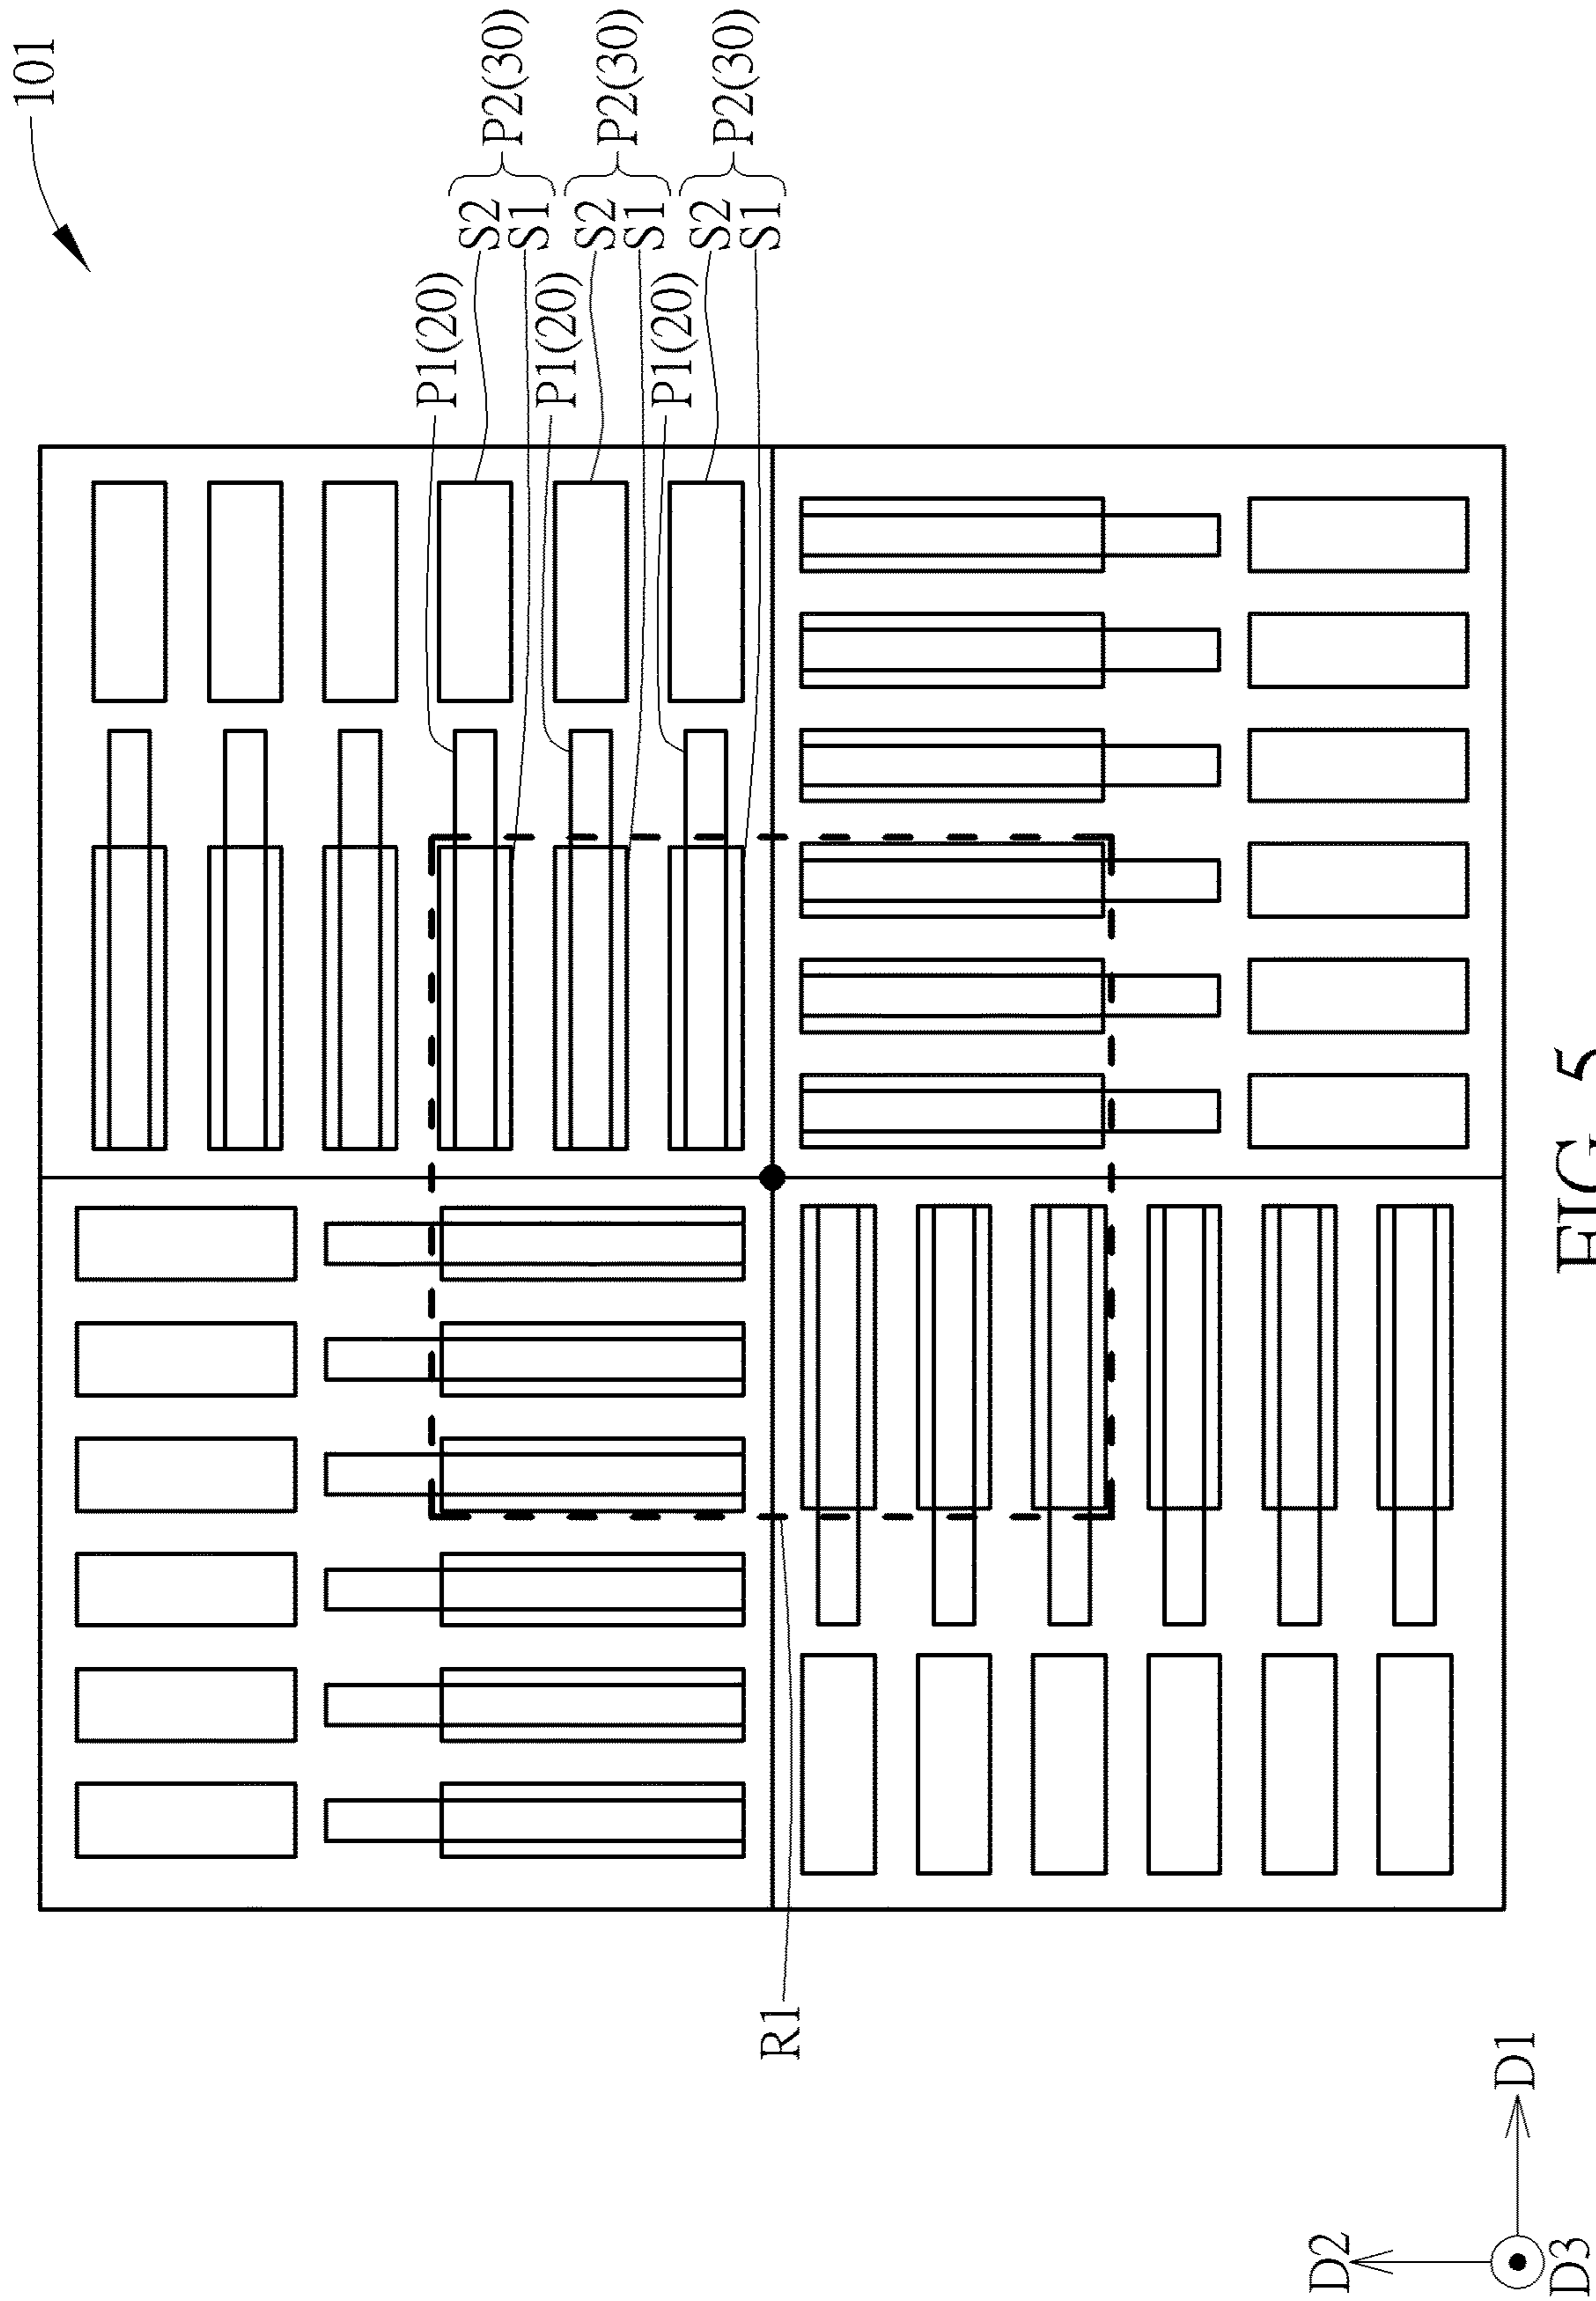 101
P2(30)
P2(30)
P2(30)
S2
S1
S2
S1
S2
S1
P1(20)
P1(20)
P1(20)
FIG. 5
R1
D1
D2
D3